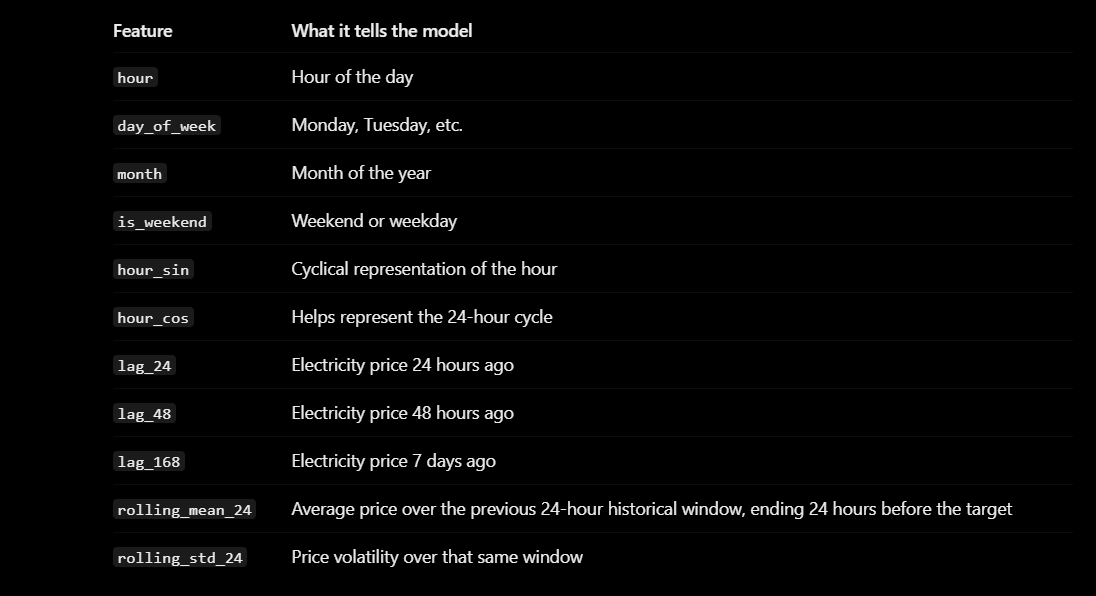 Feature What it tells the model
hour Hour of the day
day_of_week Monday, Tuesday, etc.
month Month of the year
is_weekend Weekend or weekday
hour_sin Cyclical representation of the hour
hour_cos Helps represent the 24-hour cycle
lag_24 Electricity price 24 hours ago
lag_48 Electricity price 48 hours ago
lag_168 Electricity price 7 days ago
rolling_mean_24 Average price over the previous 24-hour historical window, ending 24 hours before the target
rolling_std_24 Price volatility over that same window